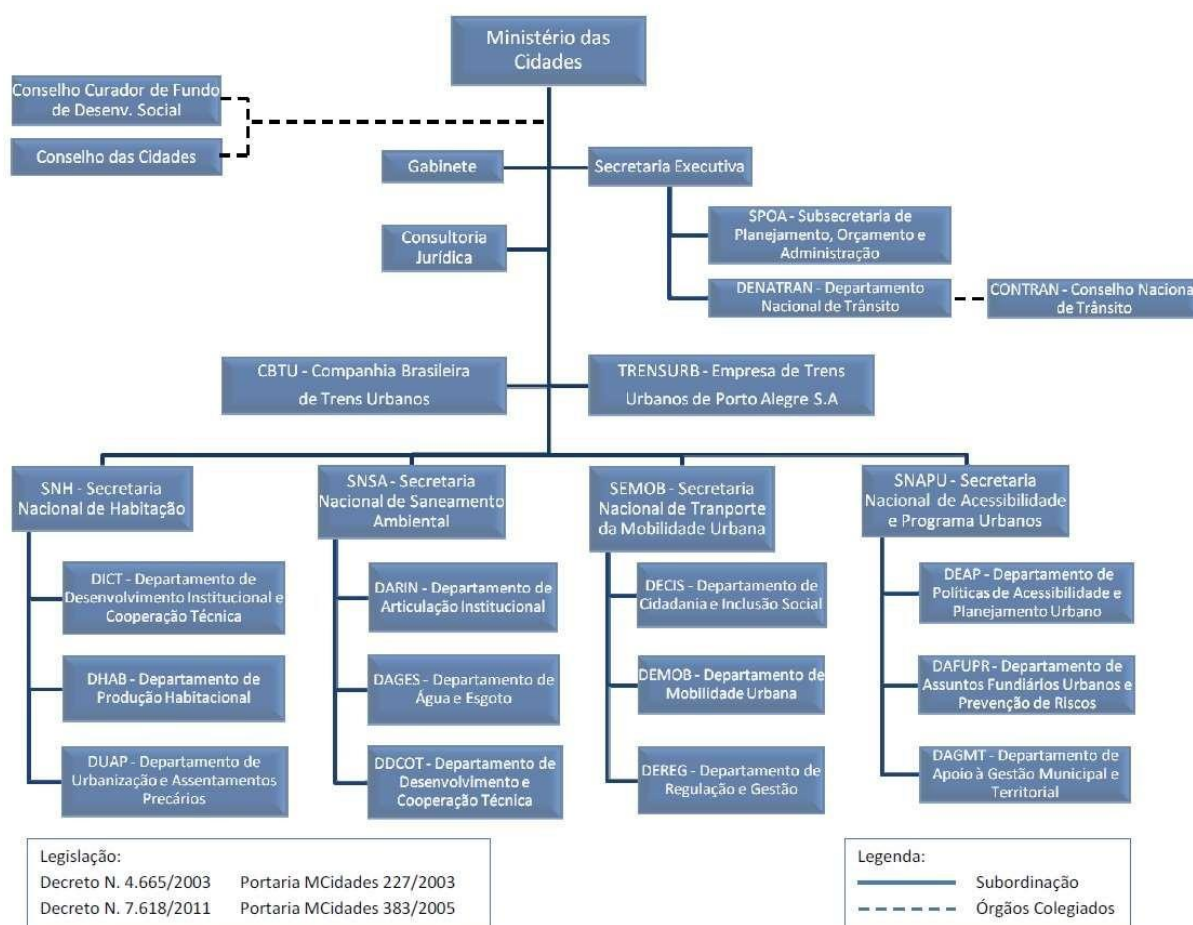 Ministério das
Cidades
Conselho Curador de Fundo
de Desenv. Social
Conselho das Cidades
Gabinete
Secretaria Executiva
SPOA - Subsecretaria de
Planejamento, Orçamento e
Administração
Consultoria
Jurídica
DENATRAN - Departamento
Nacional de Trânsito
CONTRAN - Conselho Naciona
de Trânsito
CBTU - Companhia Brasileira
de Trens Urbanos
TRENSURB - Empresa de Trens
Urbanos de Porto Alegre S.A
SNH - Secretaria
Nacional de Habitação
SNSA - Secretaria
Nacional de Saneamento
Ambiental
SEMOB - Secretaria
Nacional de Tranporte
da Mobilidade Urbana
SNAPU - Secretaria
Nacional de Acessibilidade
e Programa Urbanos
DICT - Departamento de
Desenvolvimento Institucional e
Cooperação Técnica
DARIN - Departamento de
Articulação Institucional
DECIS - Departamento de
Cidadania e Inclusão Social
DEAP - Departamento de
Políticas de Acessibilidade e
Planejamento Urbano
DHAB - Departamento de
Produção Habitacional
DAGES - Departamento de
Água e Esgoto
DEMOB - Departamento de
Mobilidade Urbana
DAFUPR - Departamento de
Assuntos Fundiários Urbanos e
Prevenção de Riscos
DUAP - Departamento de
Urbanização e Assentamentos
Precários
DDCOT - Departamento de
Desenvolvimento e
Cooperação Técnica
DEREG - Departamento de
Regulação e Gestão
DAGMT - Departamento de
Apoio à Gestão Municipal e
Territorial
Legislação:
Decreto N. 4.665/2003 Portaria MCidades 227/2003
Decreto N. 7.618/2011 Portaria MCidades 383/2005
Legenda:
Subordinação
Órgãos Colegiados